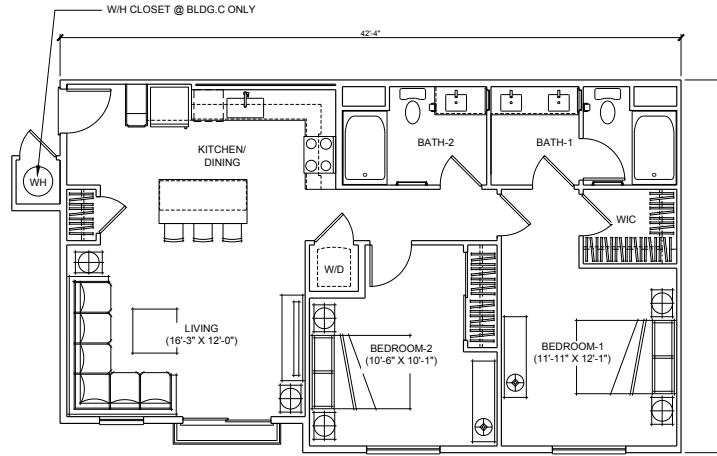 W/H CLOSET @ BLDG.C ONLY
42'-4"
KITCHEN/
DINING
BATH-2
BATH-1
WH
WIC
W/D
LIVING
(16'-3" X 12'-0")
BEDROOM-2
(10'-6" X 10'-1")
BEDROOM-1
(11'-11" X 12'-1")